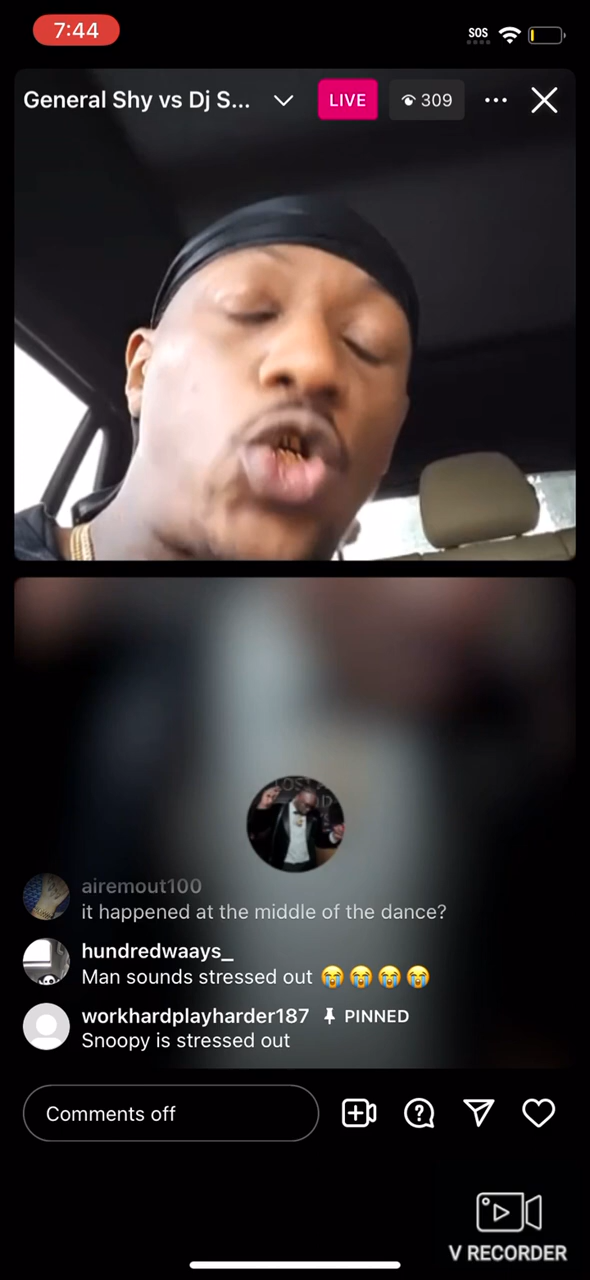 7:44
SOS
General Shy vs Dj S...
LIVE
309
airemout100
it happened at the middle of the dance?
hundredwaays_
Man sounds stressed out 😭😭😭😭
workhardplayharder187 PINNED
Snoopy is stressed out
Comments off
V RECORDER